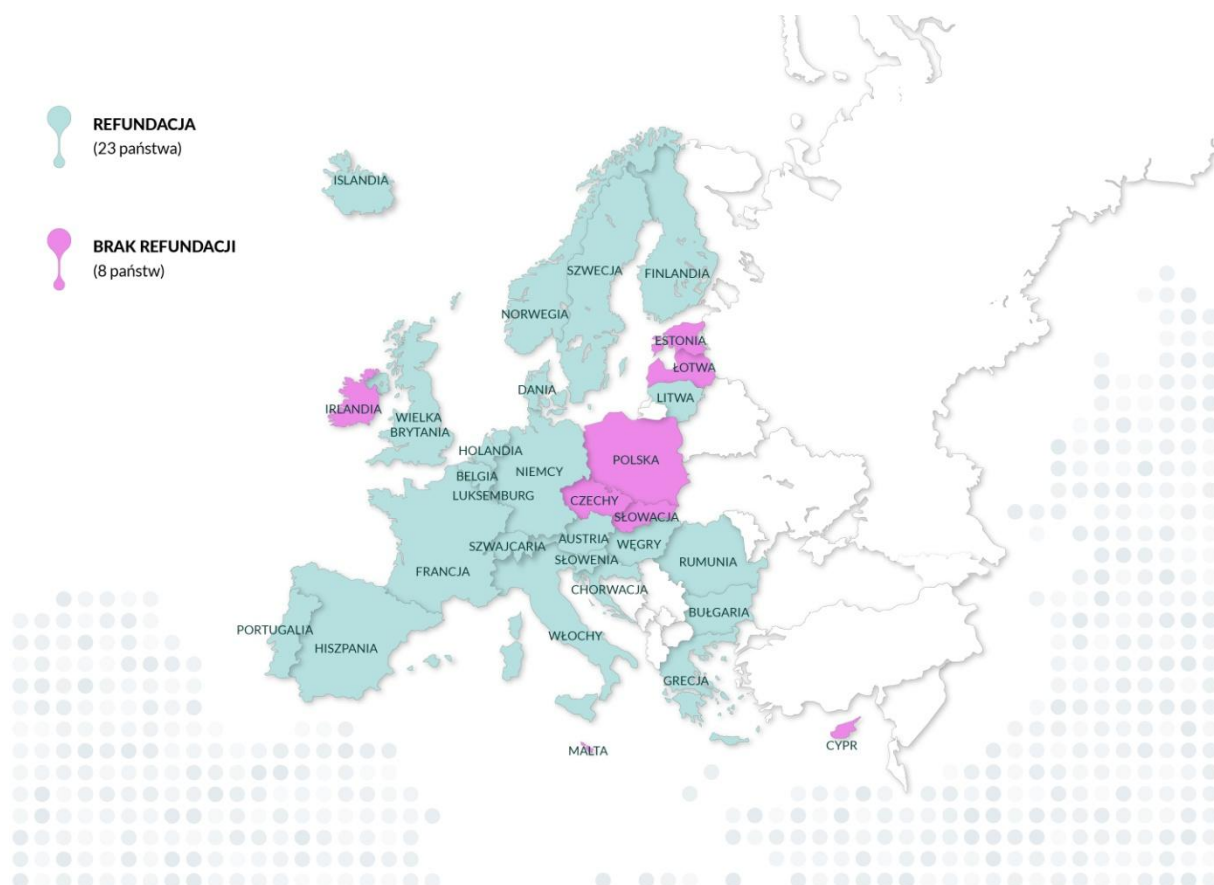 REFUNDACJA
(23 państwa)
BRAK REFUNDACJI
(8 państw)
ISLANDIA
SZWECJA
FINLANDIA
NORWEGIA
ESTONIA
ŁOTWA
DANIA
LITWA
IRLANDIA
WIELKA
BRYTANIA
HOLANDIA
POLSKA
NIEMCY
BELGIA
LUKSEMBURG
CZECHY
SŁOWACJA
AUSTRIA
SZWAJCARIA
WĘGRY
SŁOWENIA
RUMUNIA
FRANCJA
CHORWACJA
BUŁGARIA
PORTUGALIA
WŁOCHY
HISZPANIA
GRECJA
MALTA
CYPR